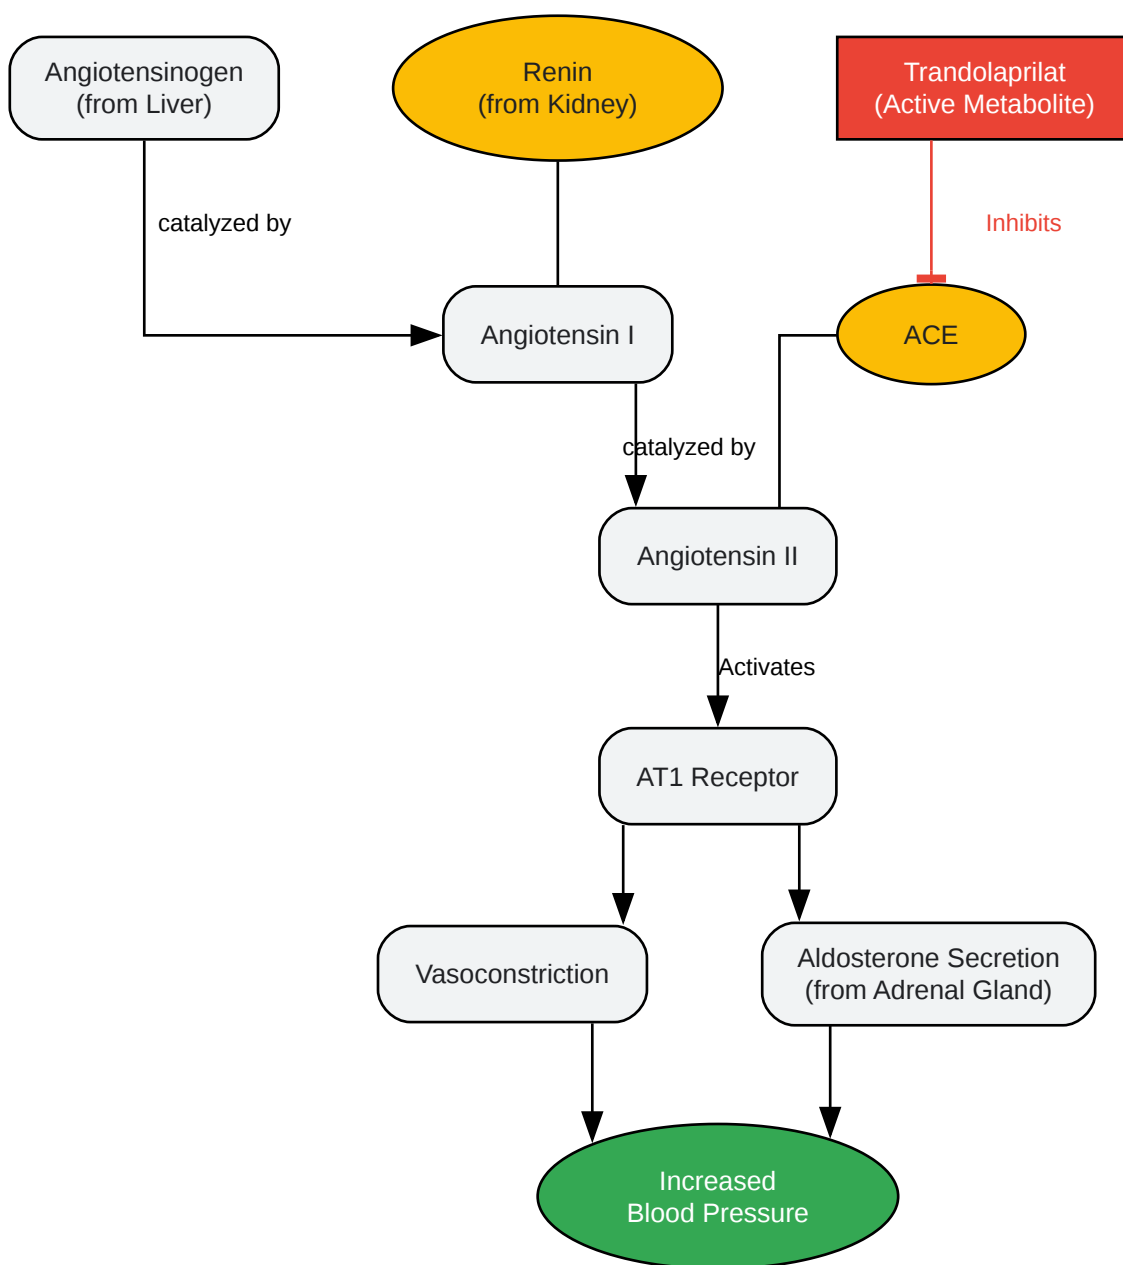 Angiotensinogen
(from Liver)
Renin
(from Kidney)
Trandolaprilat
(Active Metabolite)
catalyzed by
Inhibits
Angiotensin I
ACE
catalyzed by
Angiotensin II
Activates
AT1 Receptor
Vasoconstriction
Aldosterone Secretion
(from Adrenal Gland)
Increased
Blood Pressure